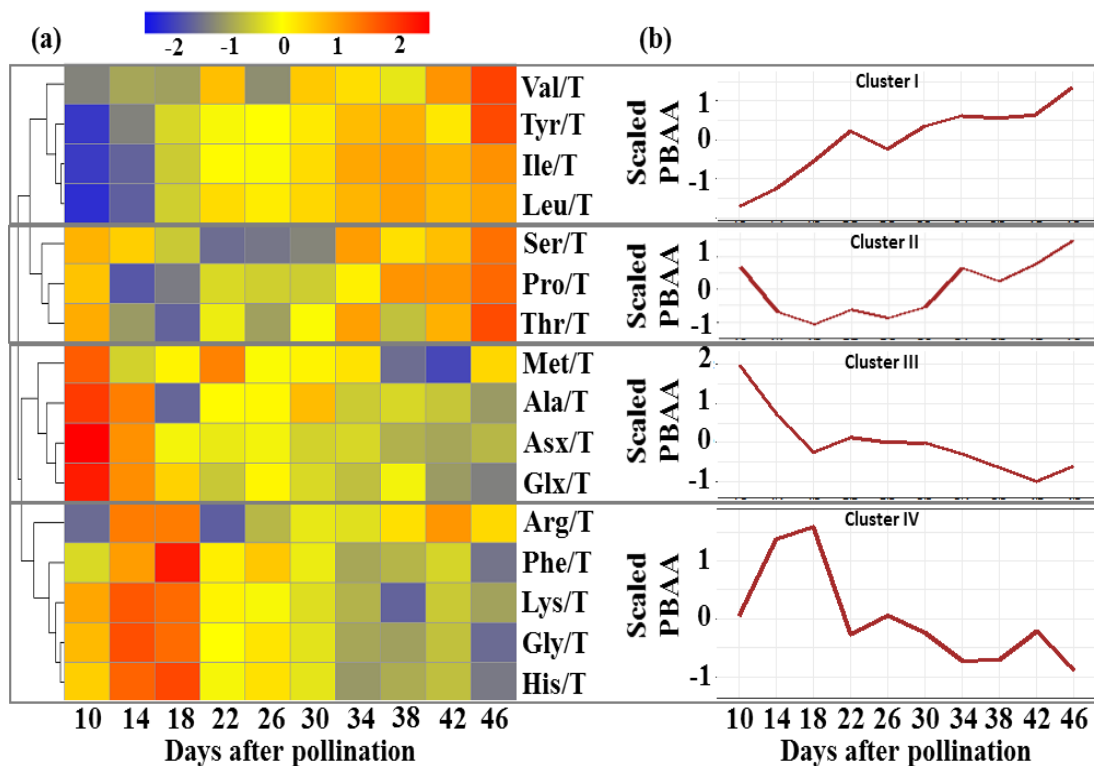 (a)
-2 -1 0 1 2
Val/T
Tyr/T
Ile/T
Leu/T
Ser/T
Pro/T
Thr/T
Met/T
Ala/T
Asx/T
Glx/T
Arg/T
Phe/T
Lys/T
Gly/T
His/T
10 14 18 22 26 30 34 38 42 46
Days after pollination
(b)
Cluster I
Scaled
PBAA
1
0
-1
Cluster II
Scaled
PBAA
1
0
-1
Cluster III
Scaled
PBAA
2
1
0
-1
Cluster IV
Scaled
PBAA
1
0
-1
10 14 18 22 26 30 34 38 42 46
Days after pollination